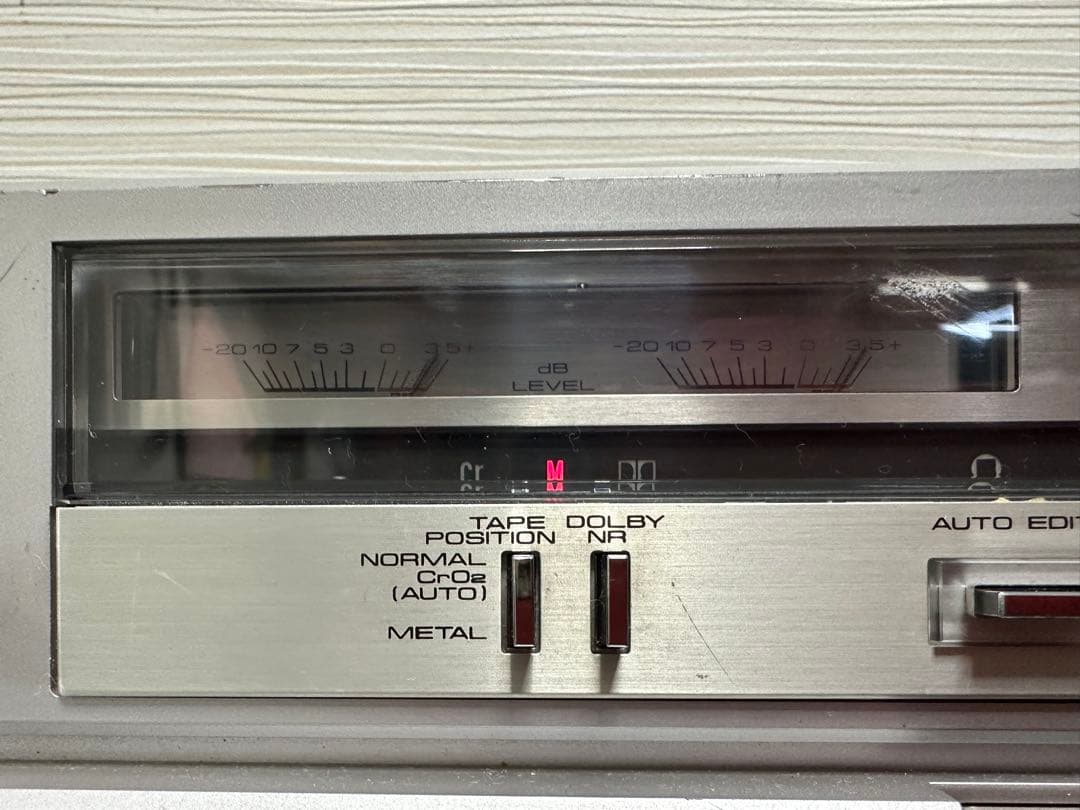 -20 10 7 5 3 0 3 5+
-20 10 7 5 3 0 3 5+
dB
LEVEL
Cr
M
TAPE
POSITION
DOLBY
NR
AUTO EDIT
NORMAL
CrO2
(AUTO)
METAL